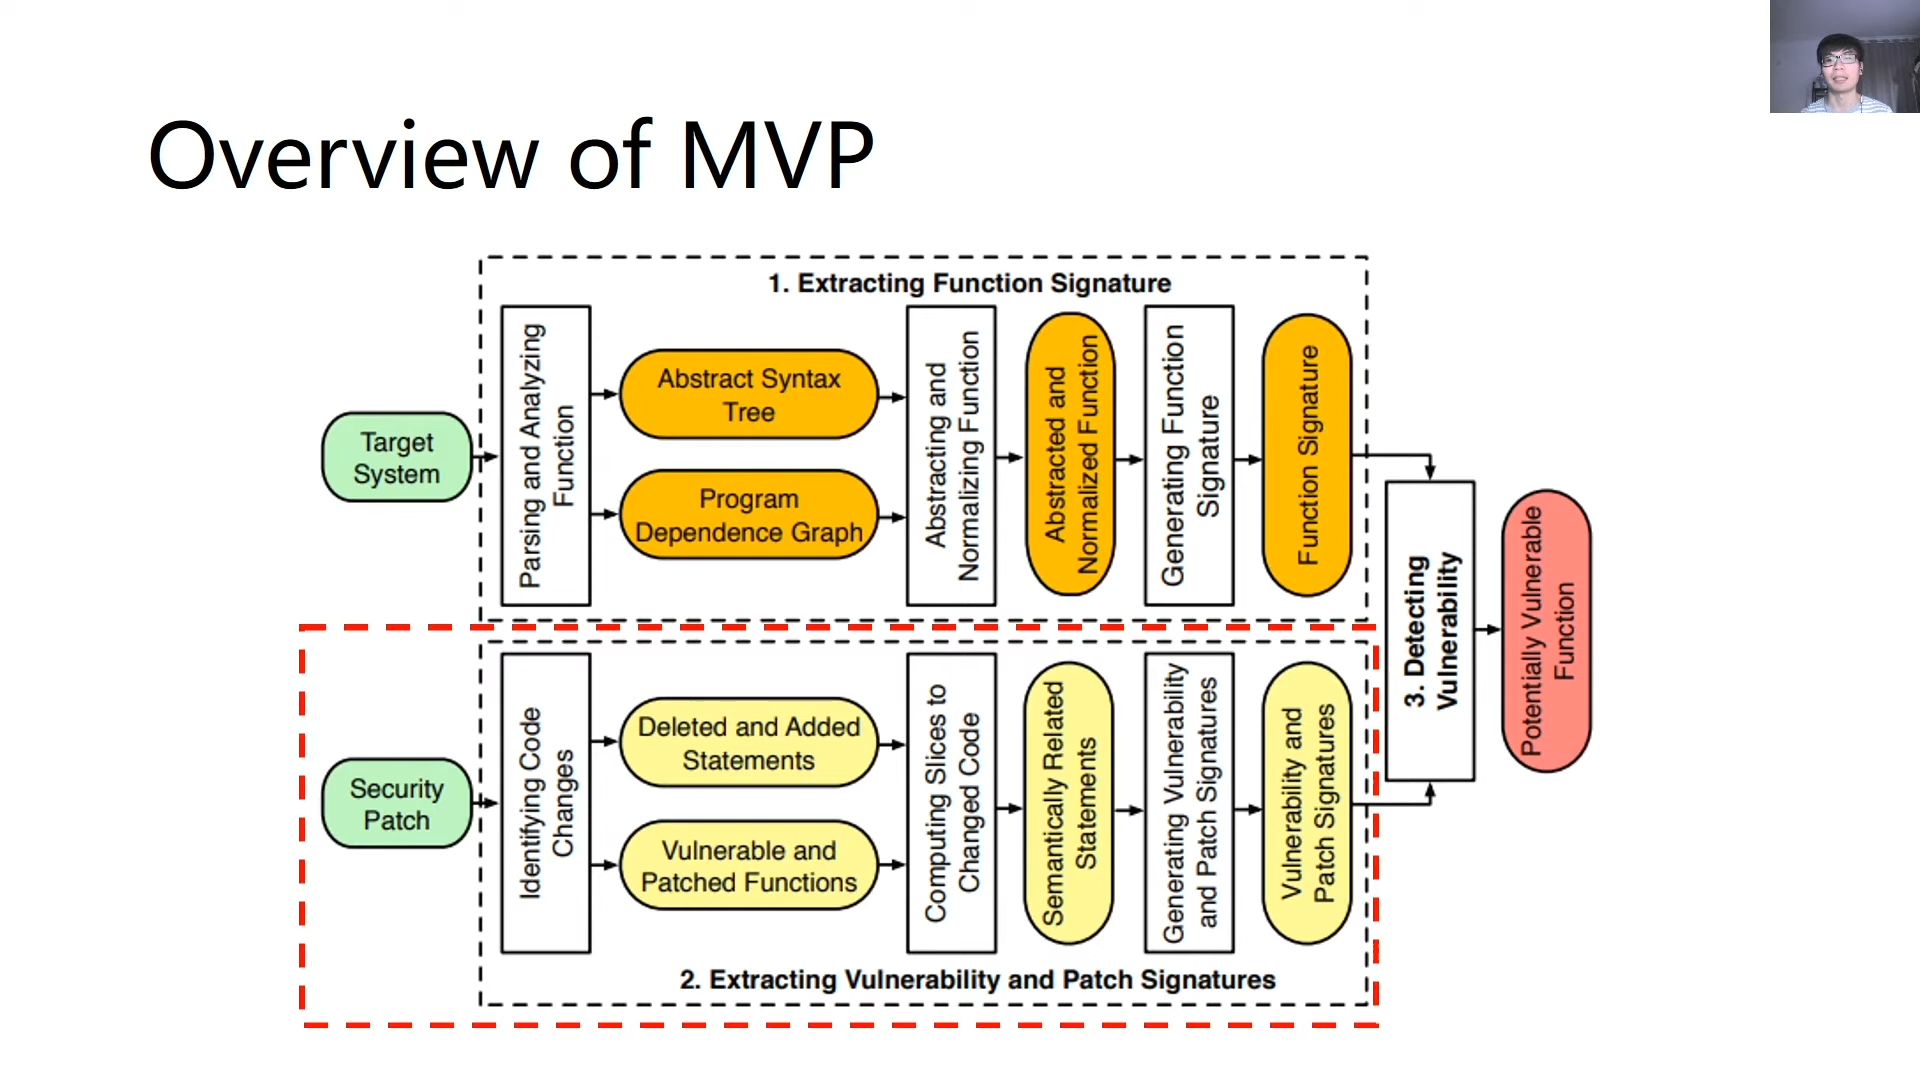 Overview of MVP
1. Extracting Function Signature
Target
System
Parsing and Analyzing
Function
Abstract Syntax
Tree
Program
Dependence Graph
Abstracting and
Normalizing Function
Abstracted and
Normalized Function
Generating Function
Signature
Function Signature
Security
Patch
Identifying Code
Changes
Deleted and Added
Statements
Vulnerable and
Patched Functions
Computing Slices to
Changed Code
Semantically Related
Statements
Generating Vulnerability
and Patch Signatures
Vulnerability and
Patch Signatures
2. Extracting Vulnerability and Patch Signatures
3. Detecting
Vulnerability
Potentially Vulnerable
Function